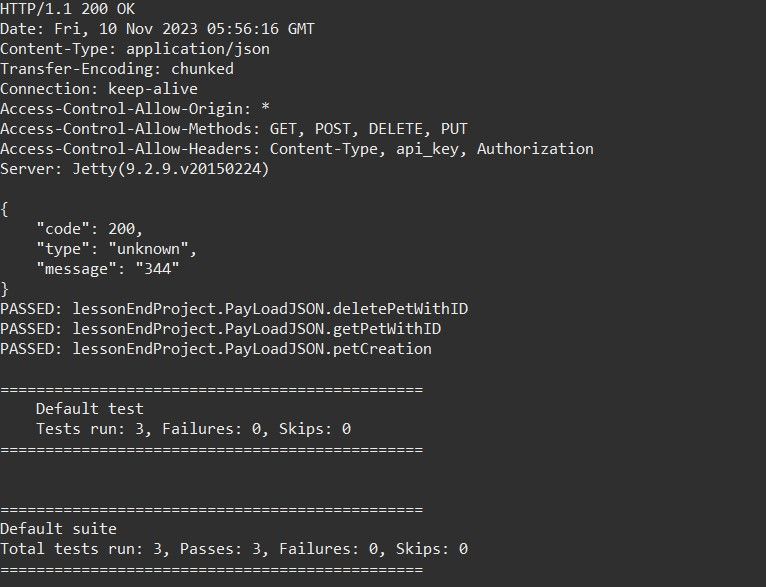 HTTP/1.1 200 OK
Date: Fri, 10 Nov 2023 05:56:16 GMT
Content-Type: application/json
Transfer-Encoding: chunked
Connection: keep-alive
Access-Control-Allow-Origin: *
Access-Control-Allow-Methods: GET, POST, DELETE, PUT
Access-Control-Allow-Headers: Content-Type, api_key, Authorization
Server: Jetty(9.2.9.v20150224)

{
    "code": 200,
    "type": "unknown",
    "message": "344"
}
PASSED: lessonEndProject.PayLoadJSON.deletePetWithID
PASSED: lessonEndProject.PayLoadJSON.getPetWithID
PASSED: lessonEndProject.PayLoadJSON.petCreation

===============================================
    Default test
    Tests run: 3, Failures: 0, Skips: 0
===============================================


===============================================
Default suite
Total tests run: 3, Passes: 3, Failures: 0, Skips: 0
===============================================